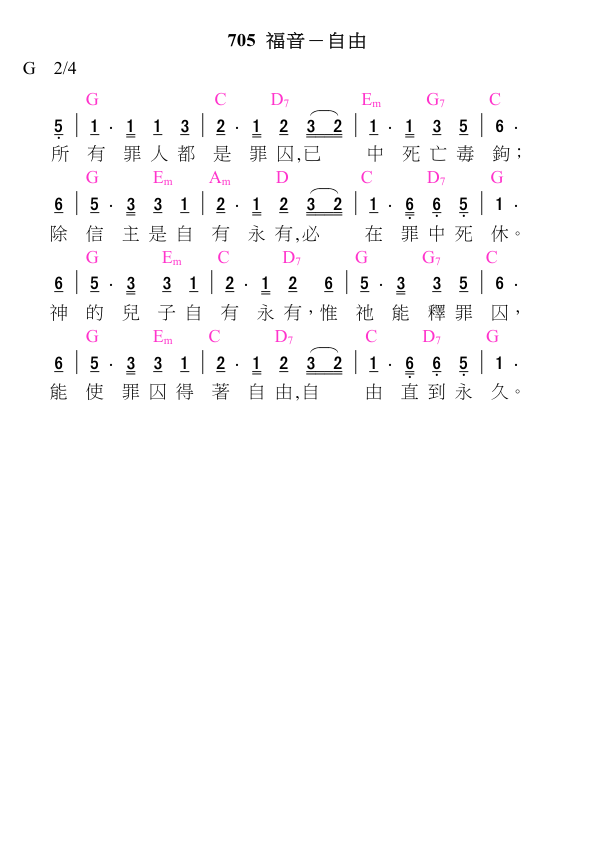 705 福音－自由
G 2/4
G C D7 Em G7 C
5 | 1 · 1 1 3 | 2 · 1 2 3 2 | 1 · 1 3 5 | 6 ·
所 有 罪 人 都 是 罪 囚,已 中 死 亡 毒 鉤；
G Em Am D C D7 G
6 | 5 · 3 3 1 | 2 · 1 2 3 2 | 1 · 6 6 5 | 1 ·
除 信 主 是 自 有 永 有,必 在 罪 中 死 休。
G Em C D7 G G7 C
6 | 5 · 3 3 1 | 2 · 1 2 6 | 5 · 3 3 5 | 6 ·
神 的 兒 子 自 有 永 有，惟 祂 能 釋 罪 囚，
G Em C D7 C D7 G
6 | 5 · 3 3 1 | 2 · 1 2 3 2 | 1 · 6 6 5 | 1 ·
能 使 罪 囚 得 著 自 由,自 由 直 到 永 久。